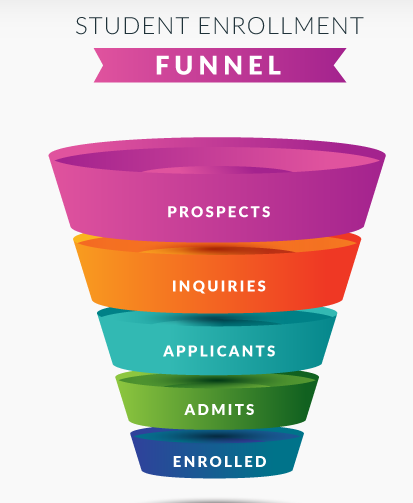 STUDENT ENROLLMENT
FUNNEL
PROSPECTS
INQUIRIES
APPLICANTS
ADMITS
ENROLLED